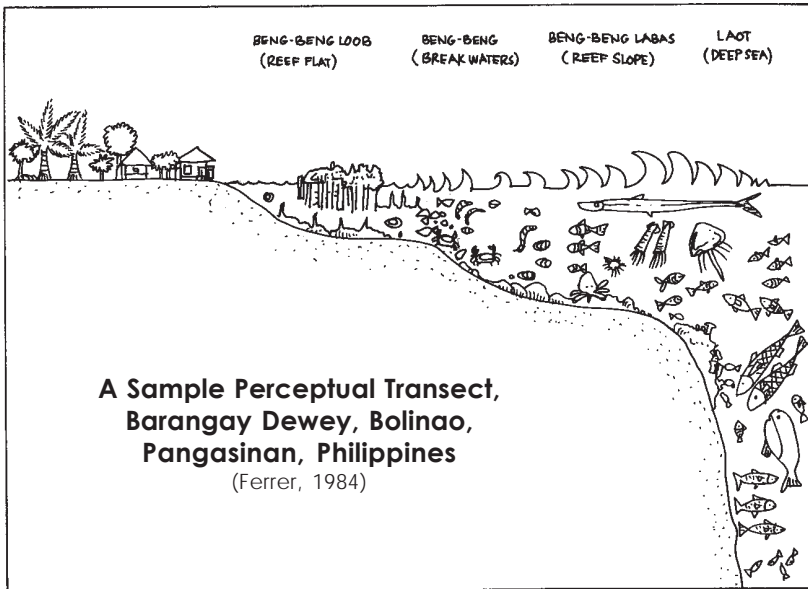 BENG-BENG LOOB
(REEF FLAT)
BENG-BENG
(BREAK WATERS)
BENG-BENG LABAS
(REEF SLOPE)
LAOT
(DEEP SEA)
A Sample Perceptual Transect,
Barangay Dewey, Bolinao,
Pangasinan, Philippines
(Ferrer, 1984)